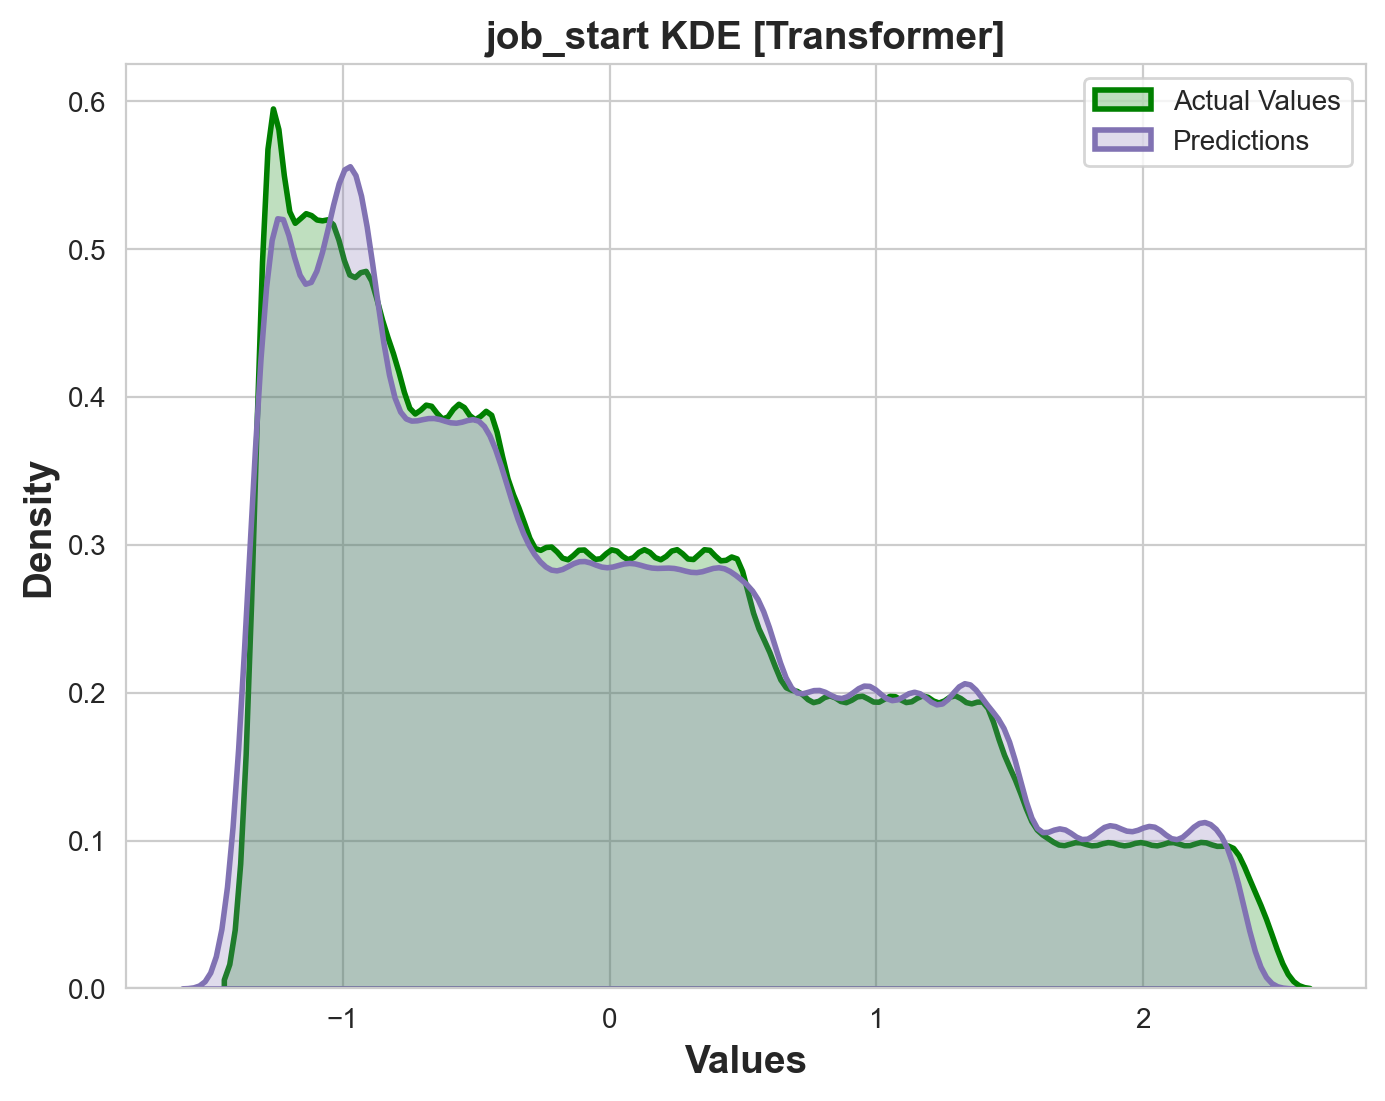 job_start KDE [Transformer]
Actual Values
Predictions
Density
0.6
0.5
0.4
0.3
0.2
0.1
0.0
−1
0
1
2
Values